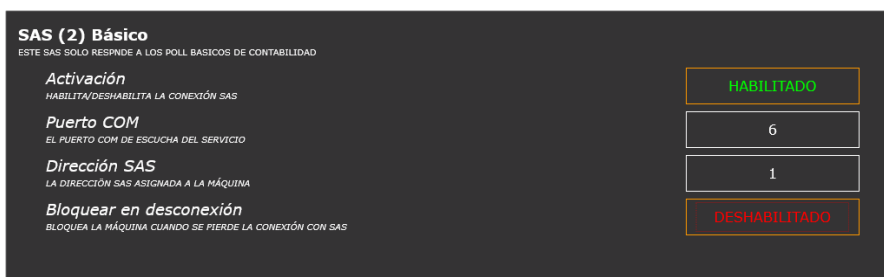 SAS (2) Básico
ESTE SAS SOLO RESPNDE A LOS POLL BASICOS DE CONTABILIDAD
Activación
HABILITA/DESHABILITA LA CONEXIÓN SAS
HABILITADO
Puerto COM
EL PUERTO COM DE ESCUCHA DEL SERVICIO
6
Dirección SAS
LA DIRECCIÓN SAS ASIGNADA A LA MÁQUINA
1
Bloquear en desconexión
BLOQUEA LA MÁQUINA CUANDO SE PIERDE LA CONEXIÓN CON SAS
DESHABILITADO